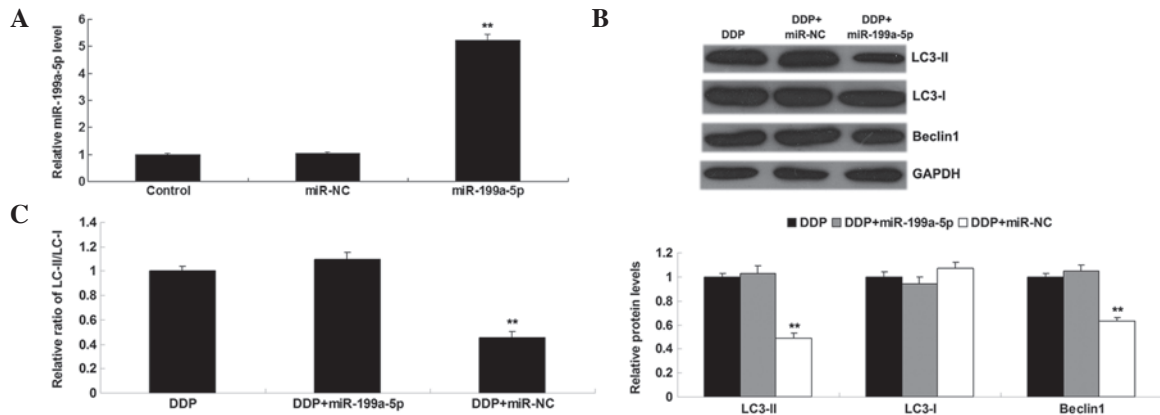 A
Relative miR-199a-5p level
6
5
4
3
2
1
0
**
Control
miR-NC
miR-199a-5p
B
DDP
DDP+
miR-NC
DDP+
miR-199a-5p
LC3-II
LC3-I
Beclin1
GAPDH
C
Relative ratio of LC-II/LC-I
1.4
1.2
1
0.8
0.6
0.4
0.2
0
**
DDP
DDP+miR-199a-5p
DDP+miR-NC
DDP DDP+miR-199a-5p DDP+miR-NC
Relative protein levels
1.2
1
0.8
0.6
0.4
0.2
0
**
**
LC3-II
LC3-I
Beclin1